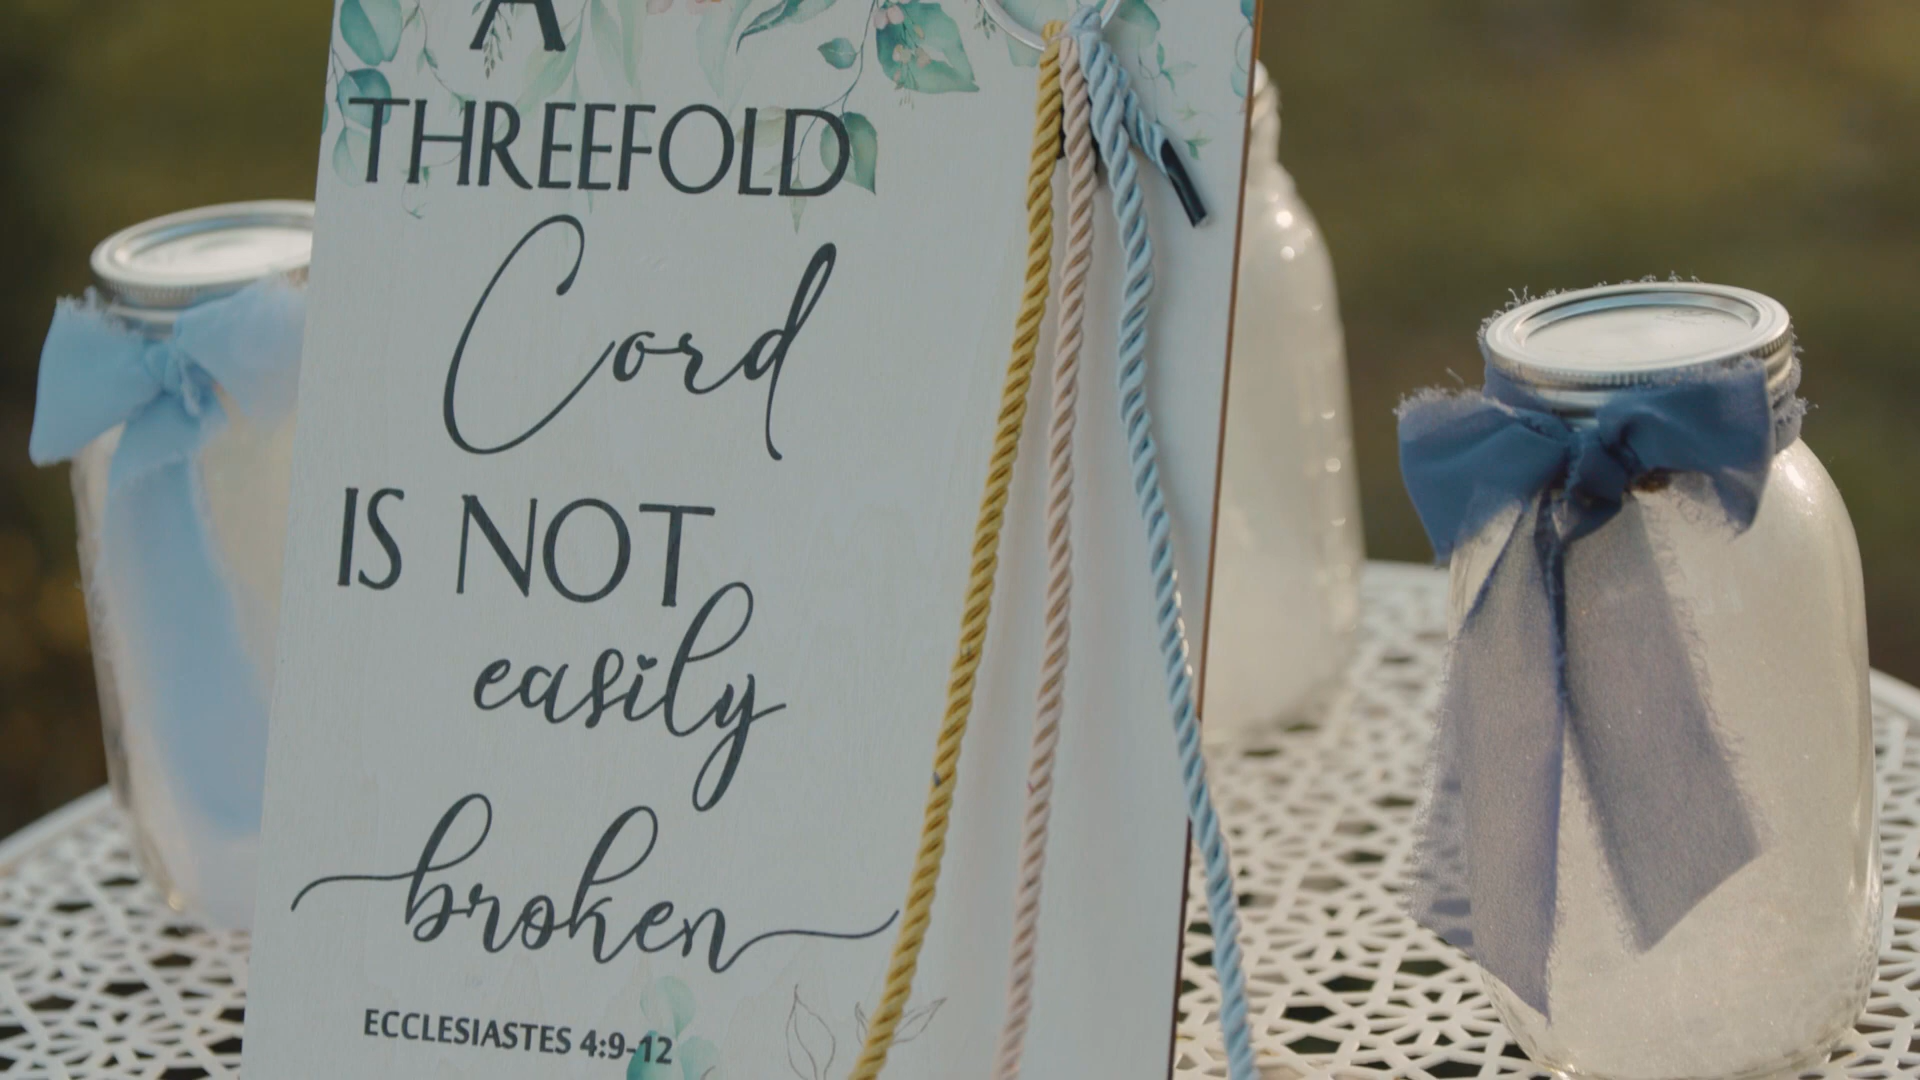 A
THREEFOLD
Cord
IS NOT
easily
broken
ECCLESIASTES 4:9-12